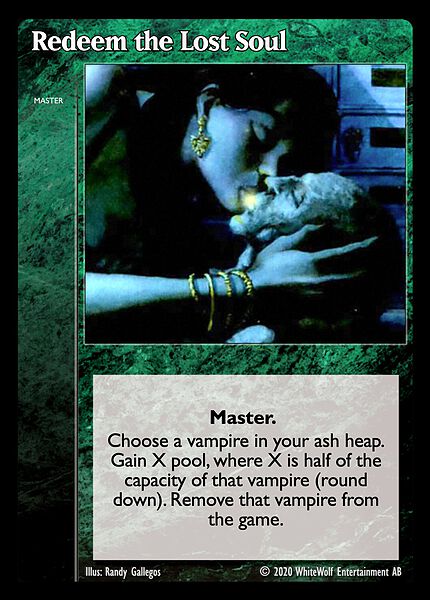 Redeem the Lost Soul
MASTER
Master.
Choose a vampire in your ash heap.
Gain X pool, where X is half of the
capacity of that vampire (round
down). Remove that vampire from
the game.
Illus: Randy Gallegos © 2020 WhiteWolf Entertainment AB